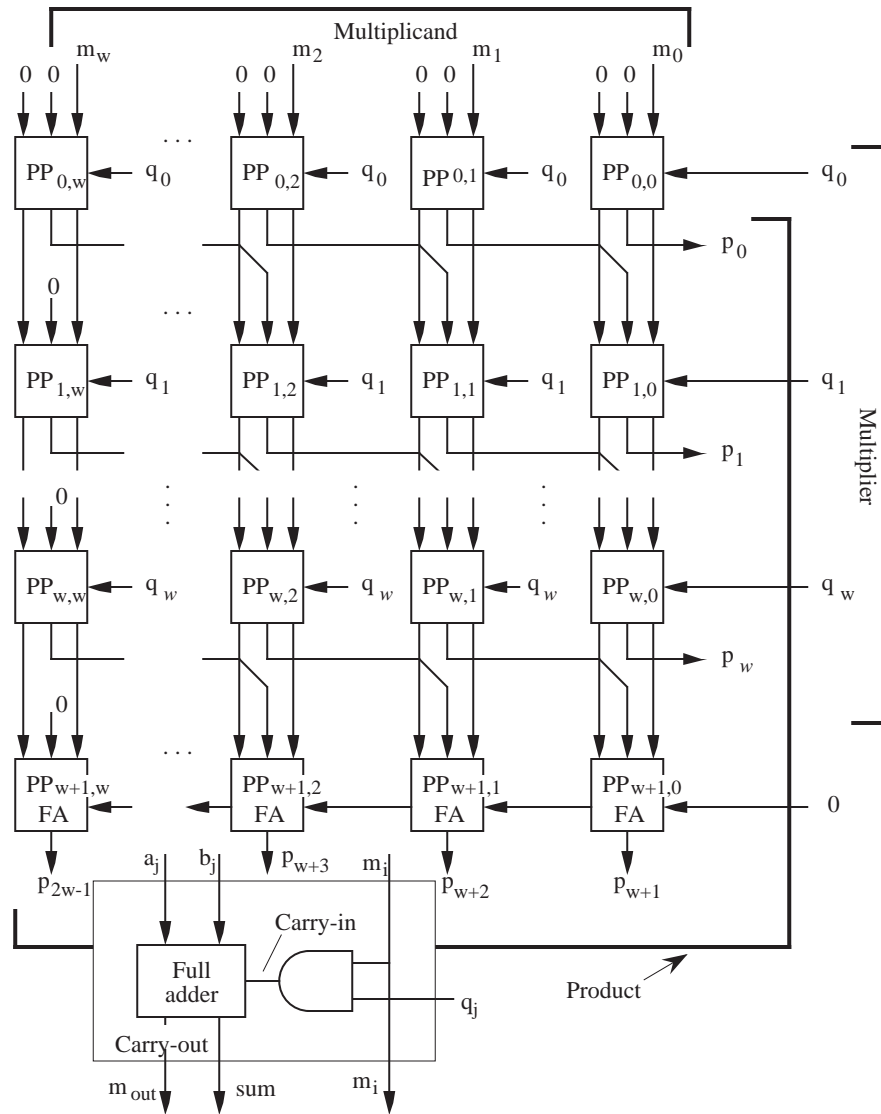 Multiplicand
m_w m_2 m_1 m_0
0 0 0 0 0 0 0 0
. . .
PP_0,w q_0 PP_0,2 q_0 PP_0,1 q_0 PP_0,0 q_0
p_0
0 . . .
PP_1,w q_1 PP_1,2 q_1 PP_1,1 q_1 PP_1,0 q_1
p_1
Multiplier
0 . . . . . . . . .
PP_w,w q_w PP_w,2 q_w PP_w,1 q_w PP_w,0 q_w
p_w
0
. . .
PP_w+1,w PP_w+1,2 PP_w+1,1 PP_w+1,0
FA FA FA FA 0
p_2w-1 a_j b_j p_w+3 m_i p_w+2 p_w+1
Carry-in
Full
adder
q_j
Product
Carry-out
m_out sum m_i